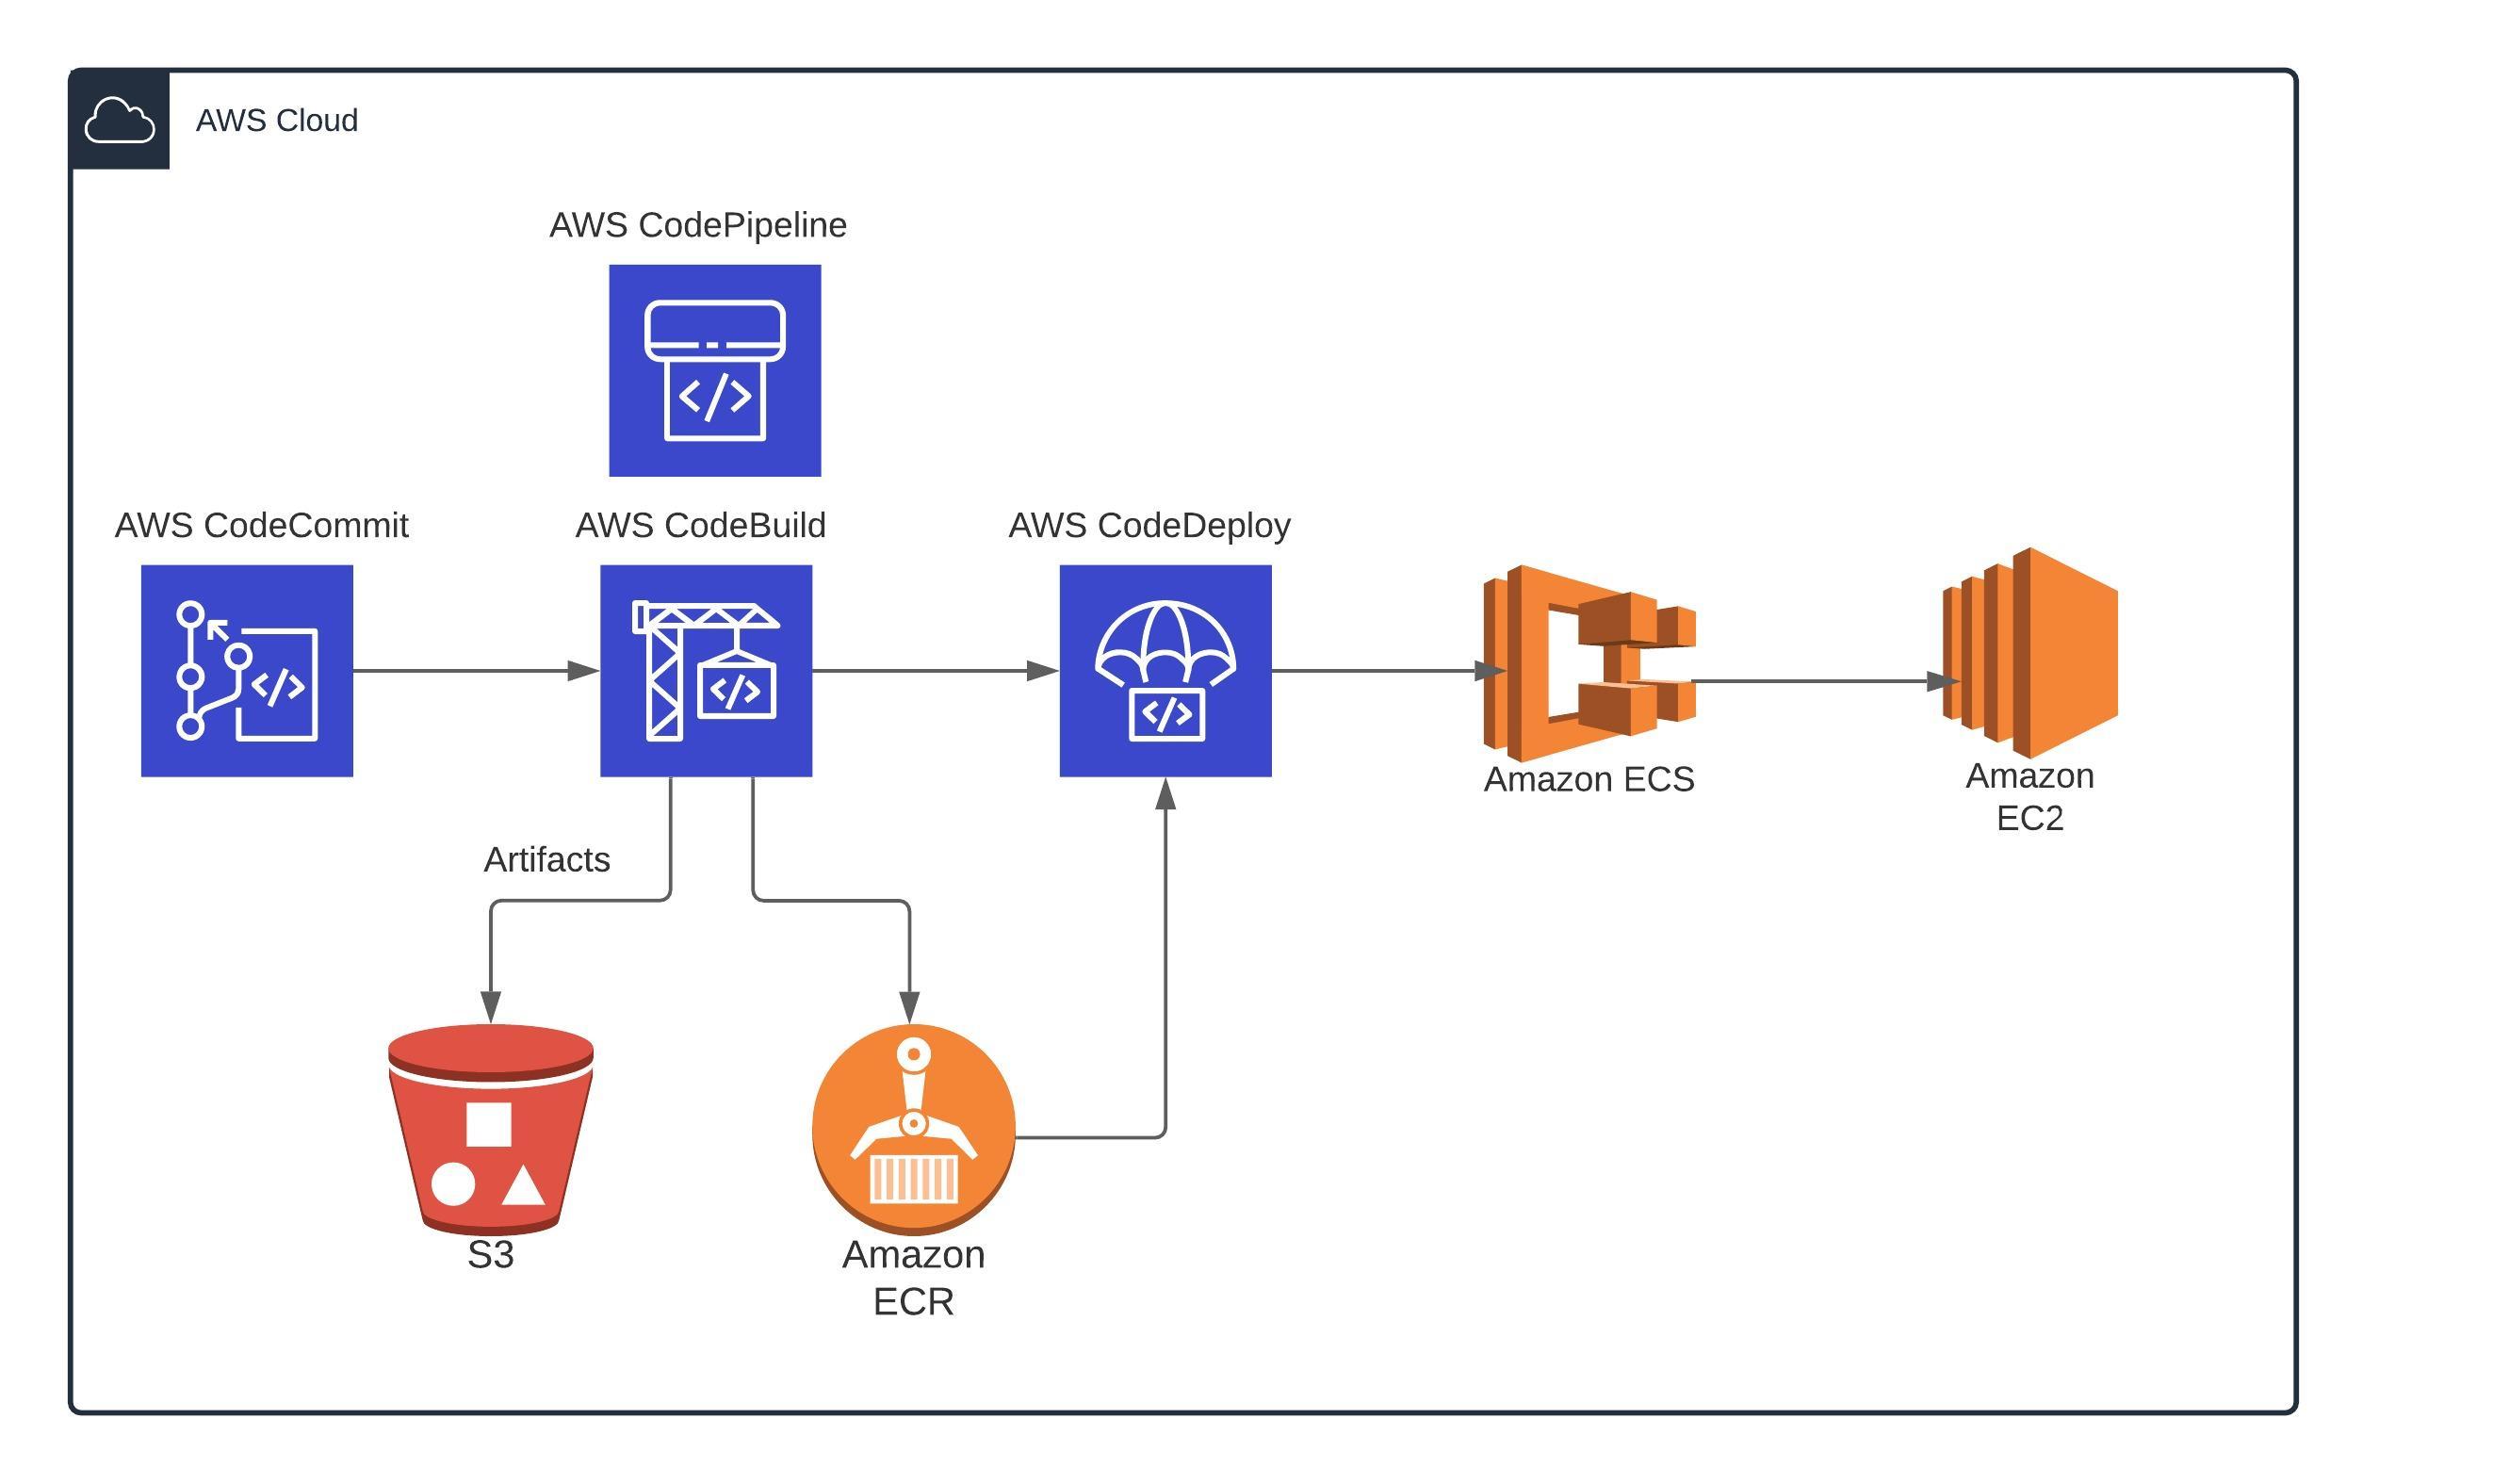 AWS Cloud
AWS CodePipeline
AWS CodeCommit
AWS CodeBuild
AWS CodeDeploy
Amazon ECS
Amazon
EC2
Artifacts
S3
Amazon
ECR